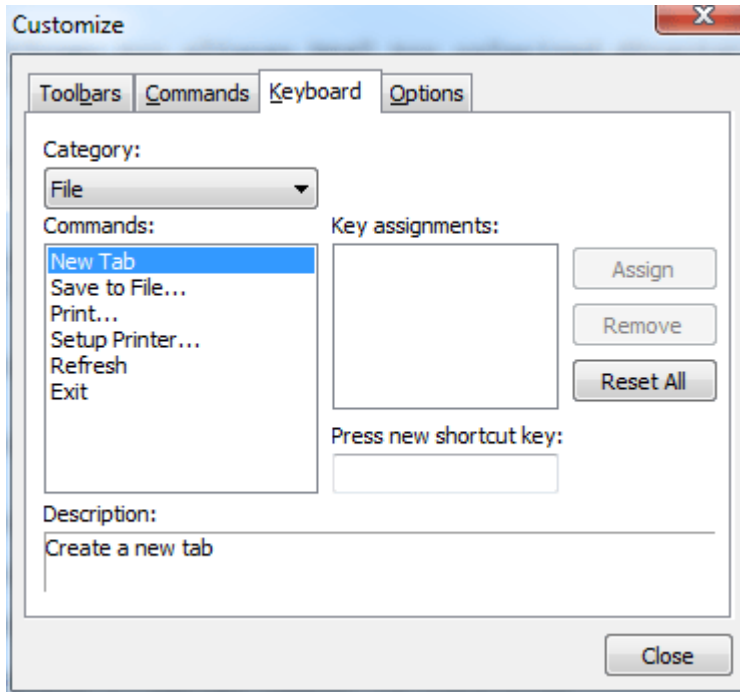 Customize
Toolbars Commands Keyboard Options
Category:
File
Commands: Key assignments:
New Tab
Save to File...
Print...
Setup Printer...
Refresh
Exit
Assign
Remove
Reset All
Press new shortcut key:
Description:
Create a new tab
Close